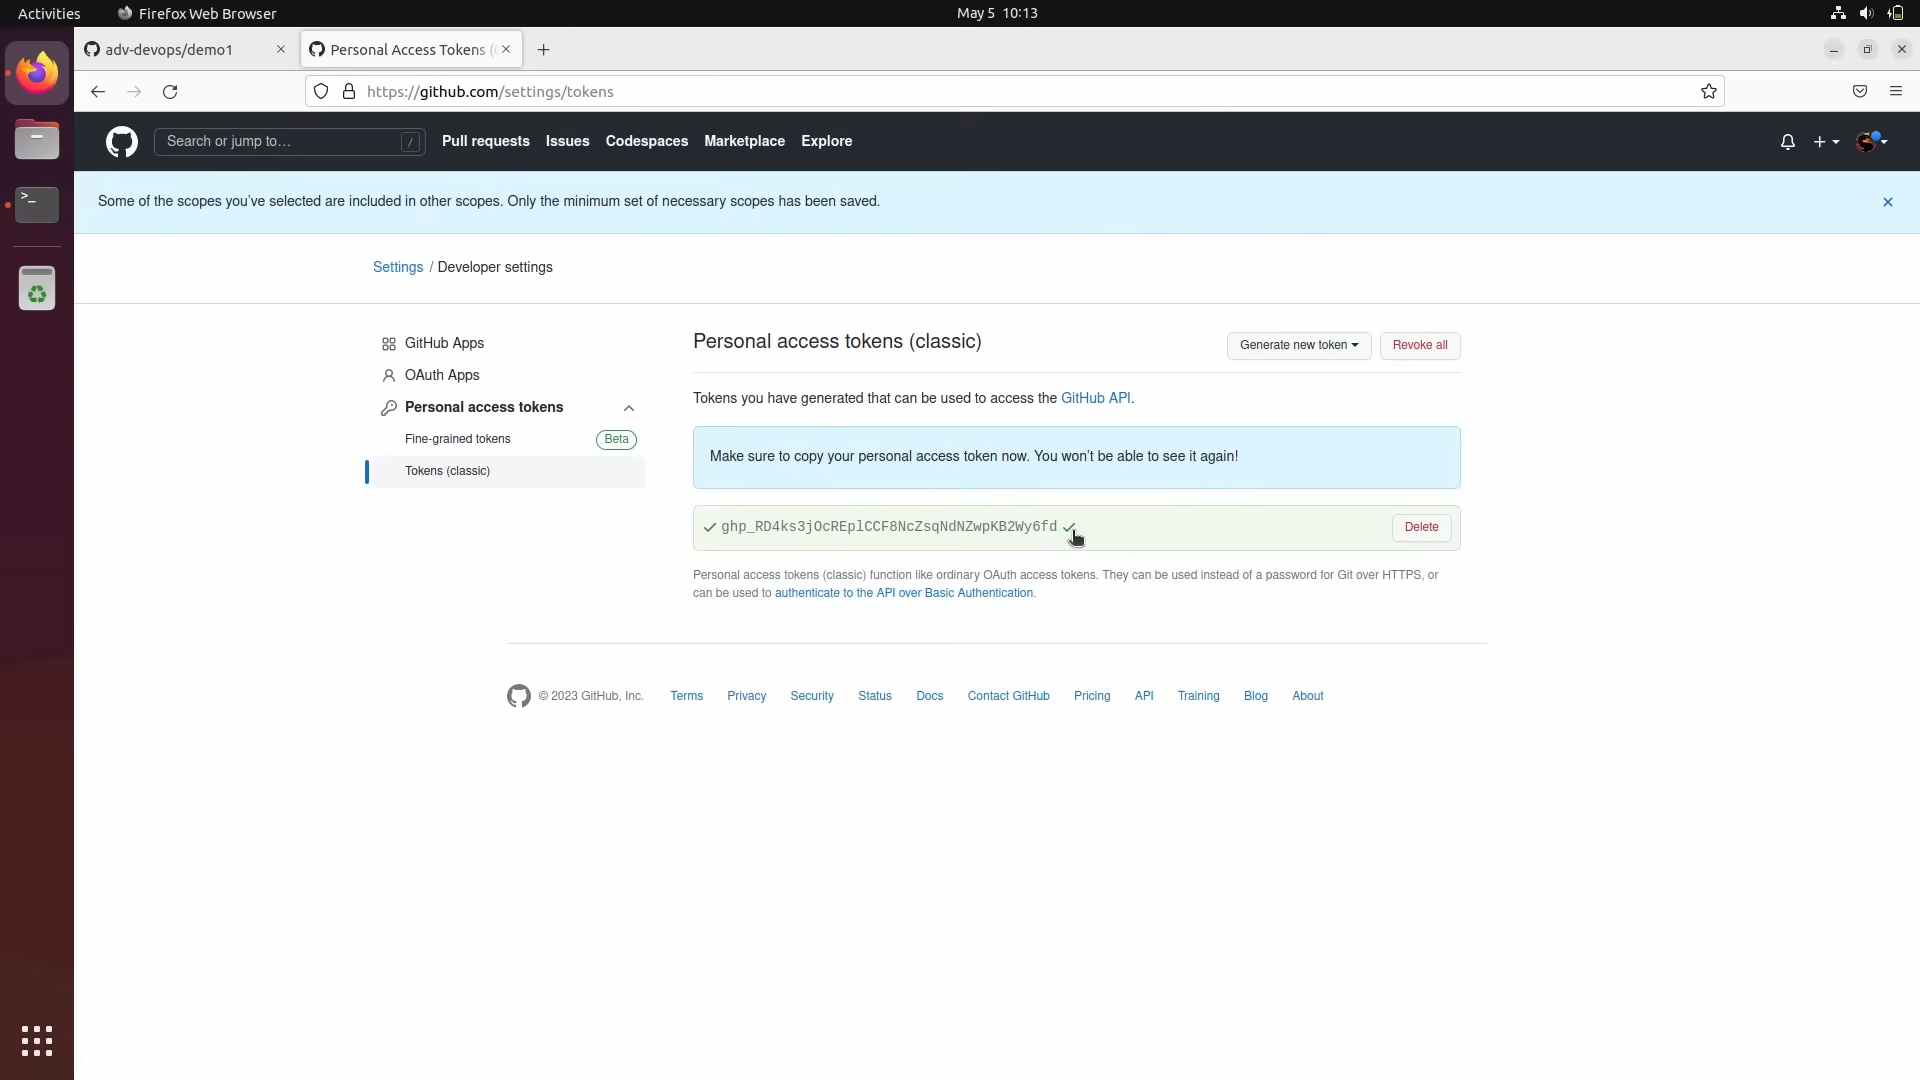 Activities
Firefox Web Browser
May 5 10:13
adv-devops/demo1
Personal Access Tokens (
https://github.com/settings/tokens
Search or jump to…
/
Pull requests
Issues
Codespaces
Marketplace
Explore
Some of the scopes you’ve selected are included in other scopes. Only the minimum set of necessary scopes has been saved.
Settings / Developer settings
GitHub Apps
OAuth Apps
Personal access tokens
Fine-grained tokens
Beta
Tokens (classic)
Personal access tokens (classic)
Generate new token
Revoke all
Tokens you have generated that can be used to access the GitHub API.
Make sure to copy your personal access token now. You won’t be able to see it again!
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
Delete
Personal access tokens (classic) function like ordinary OAuth access tokens. They can be used instead of a password for Git over HTTPS, or
can be used to authenticate to the API over Basic Authentication.
© 2023 GitHub, Inc.
Terms
Privacy
Security
Status
Docs
Contact GitHub
Pricing
API
Training
Blog
About